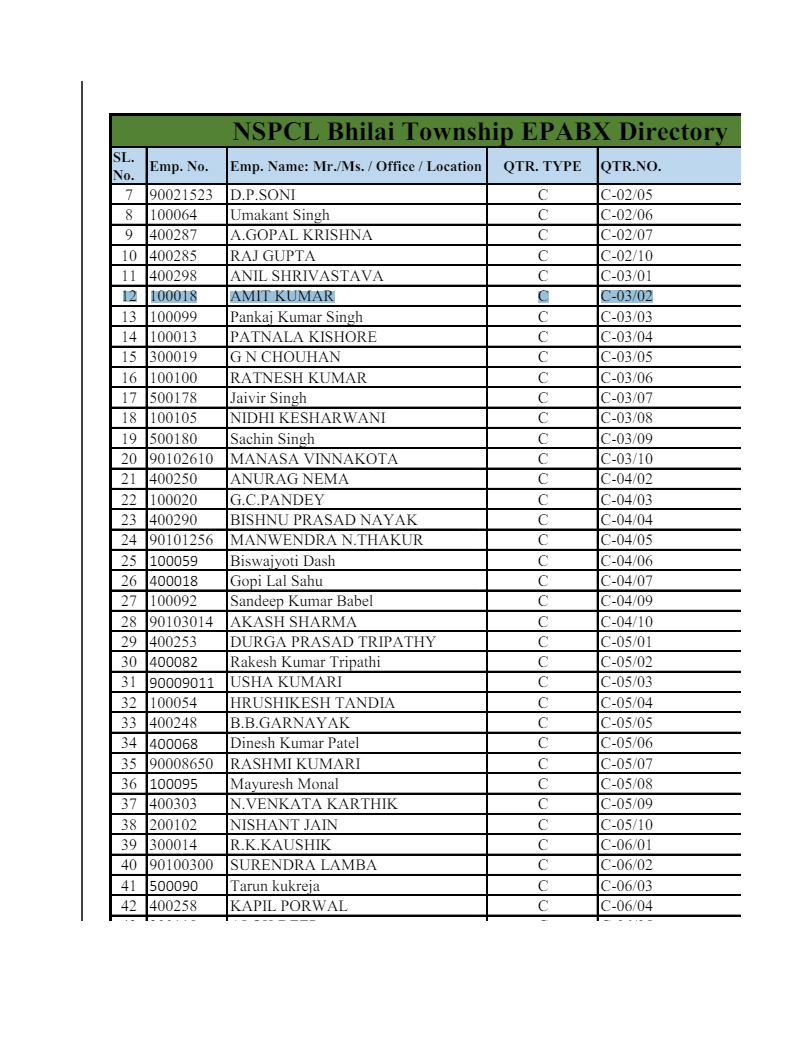 NSPCL Bhilai Township EPABX Directory
SL. No. Emp. No. Emp. Name: Mr./Ms. / Office / Location QTR. TYPE QTR.NO.
7 90021523 D.P.SONI C C-02/05
8 100064 Umakant Singh C C-02/06
9 400287 A.GOPAL KRISHNA C C-02/07
10 400285 RAJ GUPTA C C-02/10
11 400298 ANIL SHRIVASTAVA C C-03/01
12 100018 AMIT KUMAR C C-03/02
13 100099 Pankaj Kumar Singh C C-03/03
14 100013 PATNALA KISHORE C C-03/04
15 300019 G N CHOUHAN C C-03/05
16 100100 RATNESH KUMAR C C-03/06
17 500178 Jaivir Singh C C-03/07
18 100105 NIDHI KESHARWANI C C-03/08
19 500180 Sachin Singh C C-03/09
20 90102610 MANASA VINNAKOTA C C-03/10
21 400250 ANURAG NEMA C C-04/02
22 100020 G.C.PANDEY C C-04/03
23 400290 BISHNU PRASAD NAYAK C C-04/04
24 90101256 MANWENDRA N.THAKUR C C-04/05
25 100059 Biswajyoti Dash C C-04/06
26 400018 Gopi Lal Sahu C C-04/07
27 100092 Sandeep Kumar Babel C C-04/09
28 90103014 AKASH SHARMA C C-04/10
29 400253 DURGA PRASAD TRIPATHY C C-05/01
30 400082 Rakesh Kumar Tripathi C C-05/02
31 90009011 USHA KUMARI C C-05/03
32 100054 HRUSHIKESH TANDIA C C-05/04
33 400248 B.B.GARNAYAK C C-05/05
34 400068 Dinesh Kumar Patel C C-05/06
35 90008650 RASHMI KUMARI C C-05/07
36 100095 Mayuresh Monal C C-05/08
37 400303 N.VENKATA KARTHIK C C-05/09
38 200102 NISHANT JAIN C C-05/10
39 300014 R.K.KAUSHIK C C-06/01
40 90100300 SURENDRA LAMBA C C-06/02
41 500090 Tarun kukreja C C-06/03
42 400258 KAPIL PORWAL C C-06/04